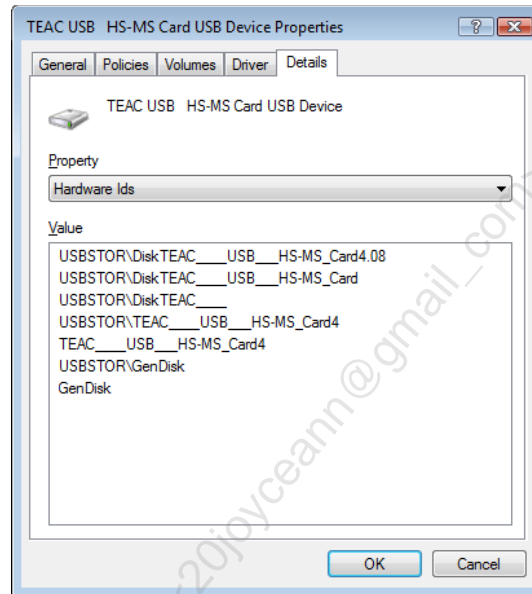 TEAC USB   HS-MS Card USB Device Properties
General Policies Volumes Driver Details
TEAC USB   HS-MS Card USB Device
Property
Hardware Ids
Value
USBSTOR\DiskTEAC____USB___HS-MS_Card4.08
USBSTOR\DiskTEAC____USB___HS-MS_Card
USBSTOR\DiskTEAC____
USBSTOR\TEAC____USB___HS-MS_Card4
TEAC____USB___HS-MS_Card4
USBSTOR\GenDisk
GenDisk
OK Cancel